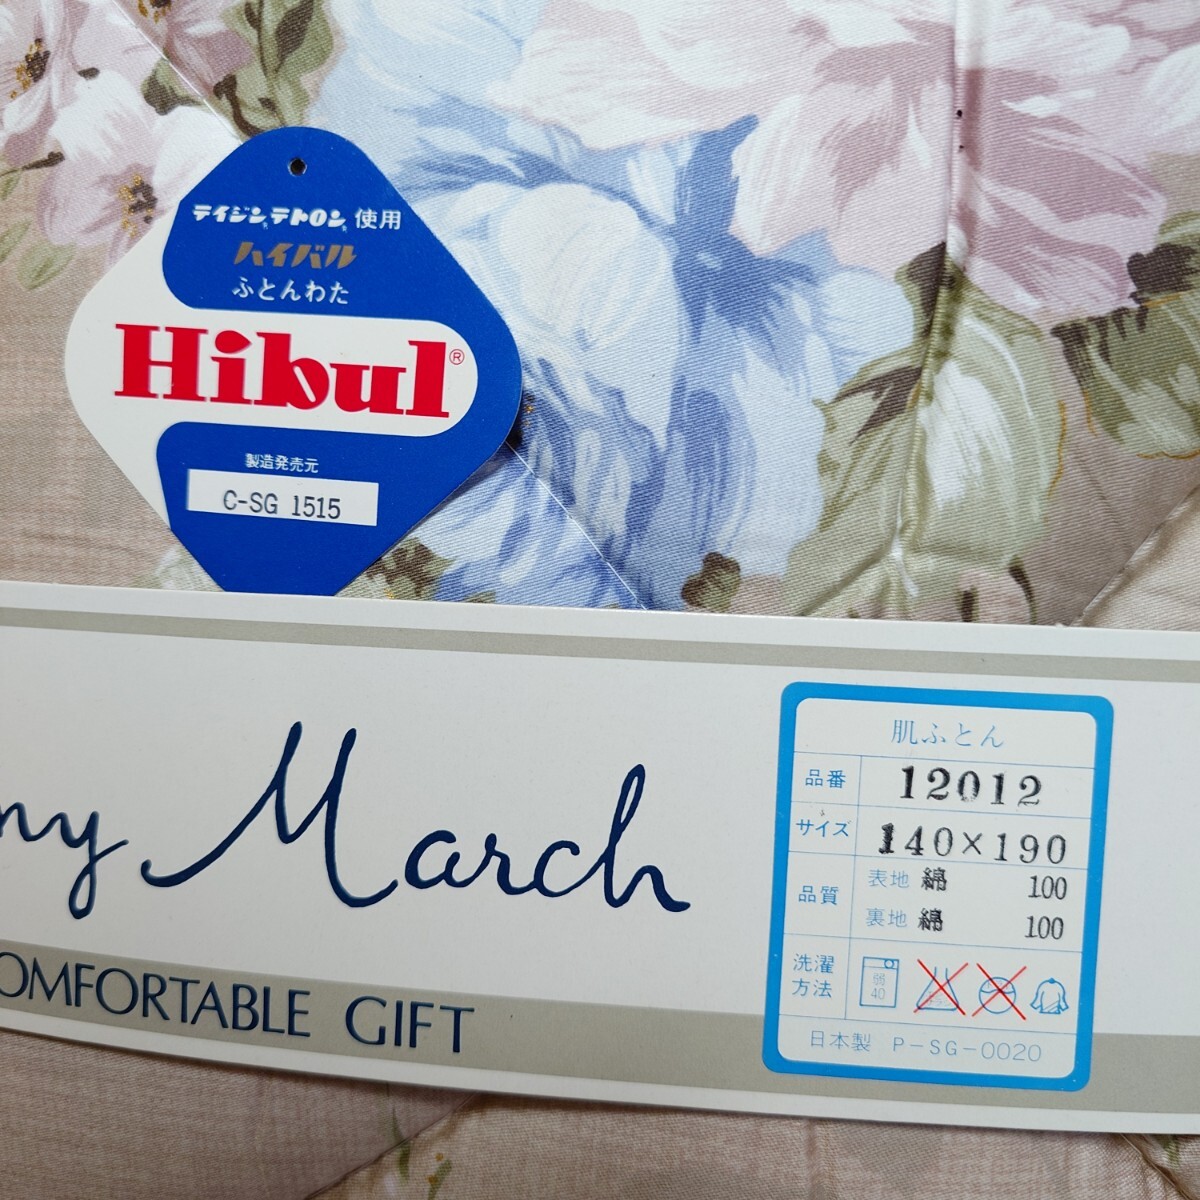 テイジン®テトロン®使用
ハイバル
ふとんわた
Hibul®
製造発売元
C-SG 1515
ny March
OMFORTABLE GIFT
肌ふとん
品番 12012
サイズ 140×190
品質 表地 綿 100
裏地 綿 100
洗濯方法 弱 40
日本製 P-SG-0020